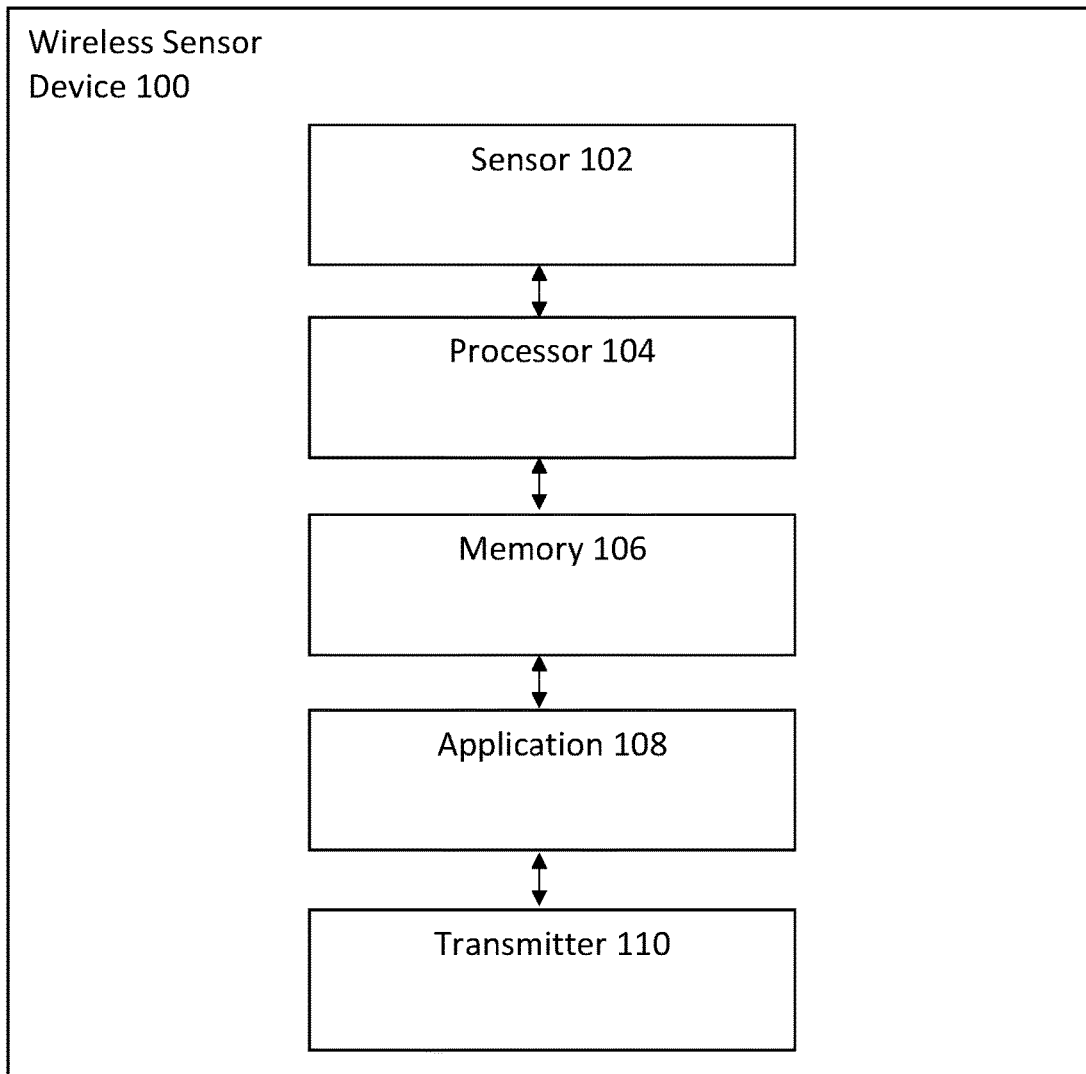 Wireless Sensor
Device 100
Sensor 102
Processor 104
Memory 106
Application 108
Transmitter 110